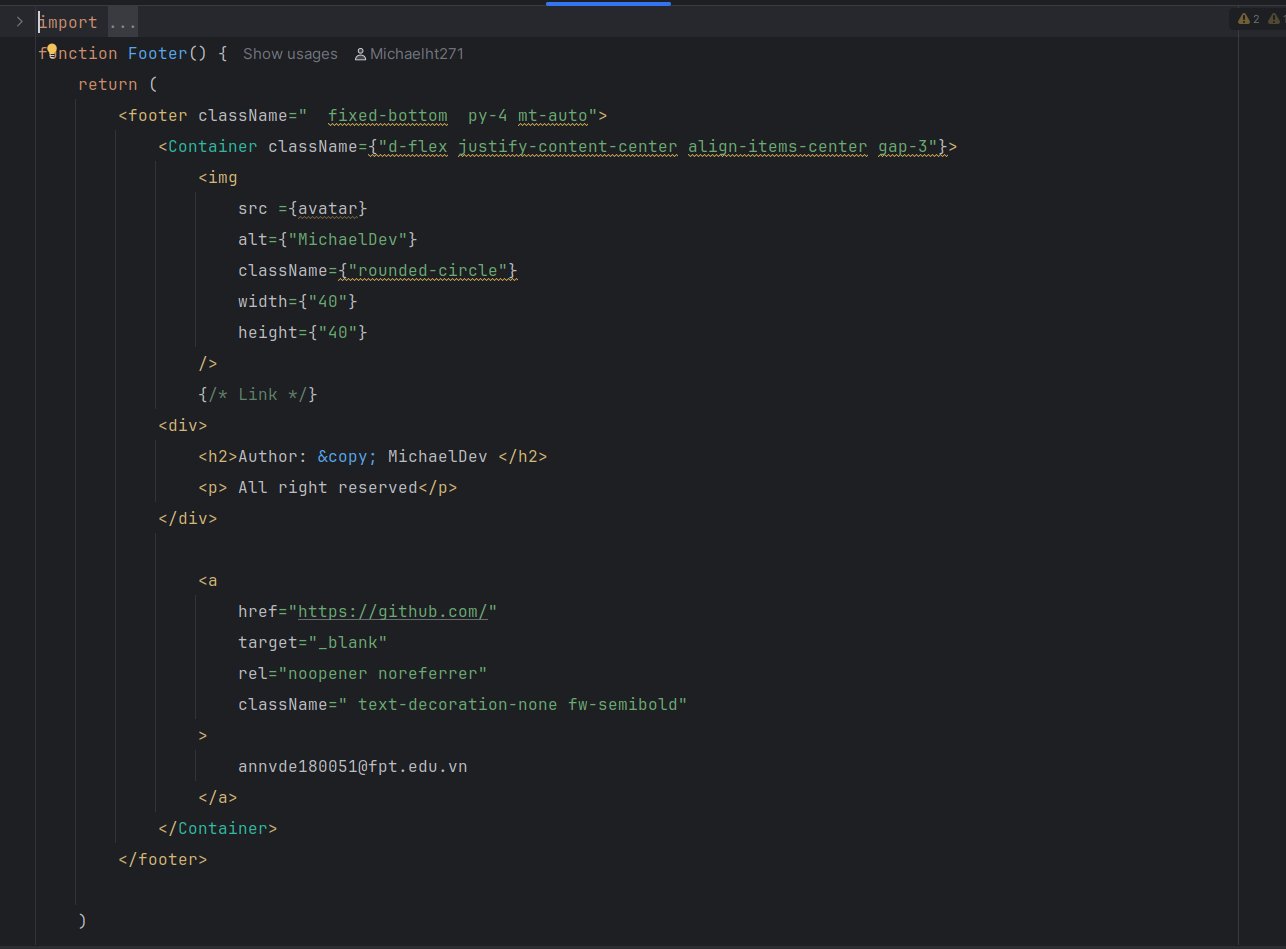 import ...
function Footer() { Show usages Michaelht271
return (
<footer className="  fixed-bottom  py-4 mt-auto">
<Container className={"d-flex justify-content-center align-items-center gap-3"}>
<img
src ={avatar}
alt={"MichaelDev"}
className={"rounded-circle"}
width={"40"}
height={"40"}
/>
{/* Link */}
<div>
<h2>Author: &copy; MichaelDev </h2>
<p> All right reserved</p>
</div>
<a
href="https://github.com/"
target="_blank"
rel="noopener noreferrer"
className=" text-decoration-none fw-semibold"
>
annvde180051@fpt.edu.vn
</a>
</Container>
</footer>
)
2